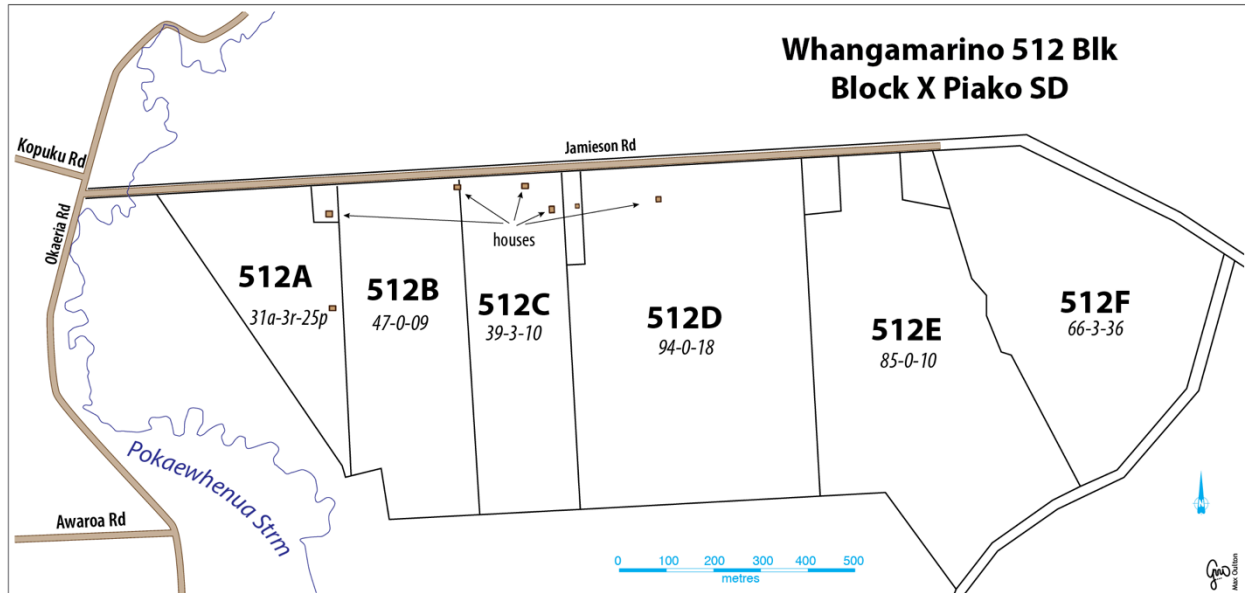 Whangamarino 512 Blk
Block X Piako SD
Kopuku Rd
Jamieson Rd
Okaeria Rd
houses
512A
31a-3r-25p
512B
47-0-09
512C
39-3-10
512D
94-0-18
512E
85-0-10
512F
66-3-36
Pokaewhenua Strm
Awaroa Rd
N
0 100 200 300 400 500
metres
Max Oulton